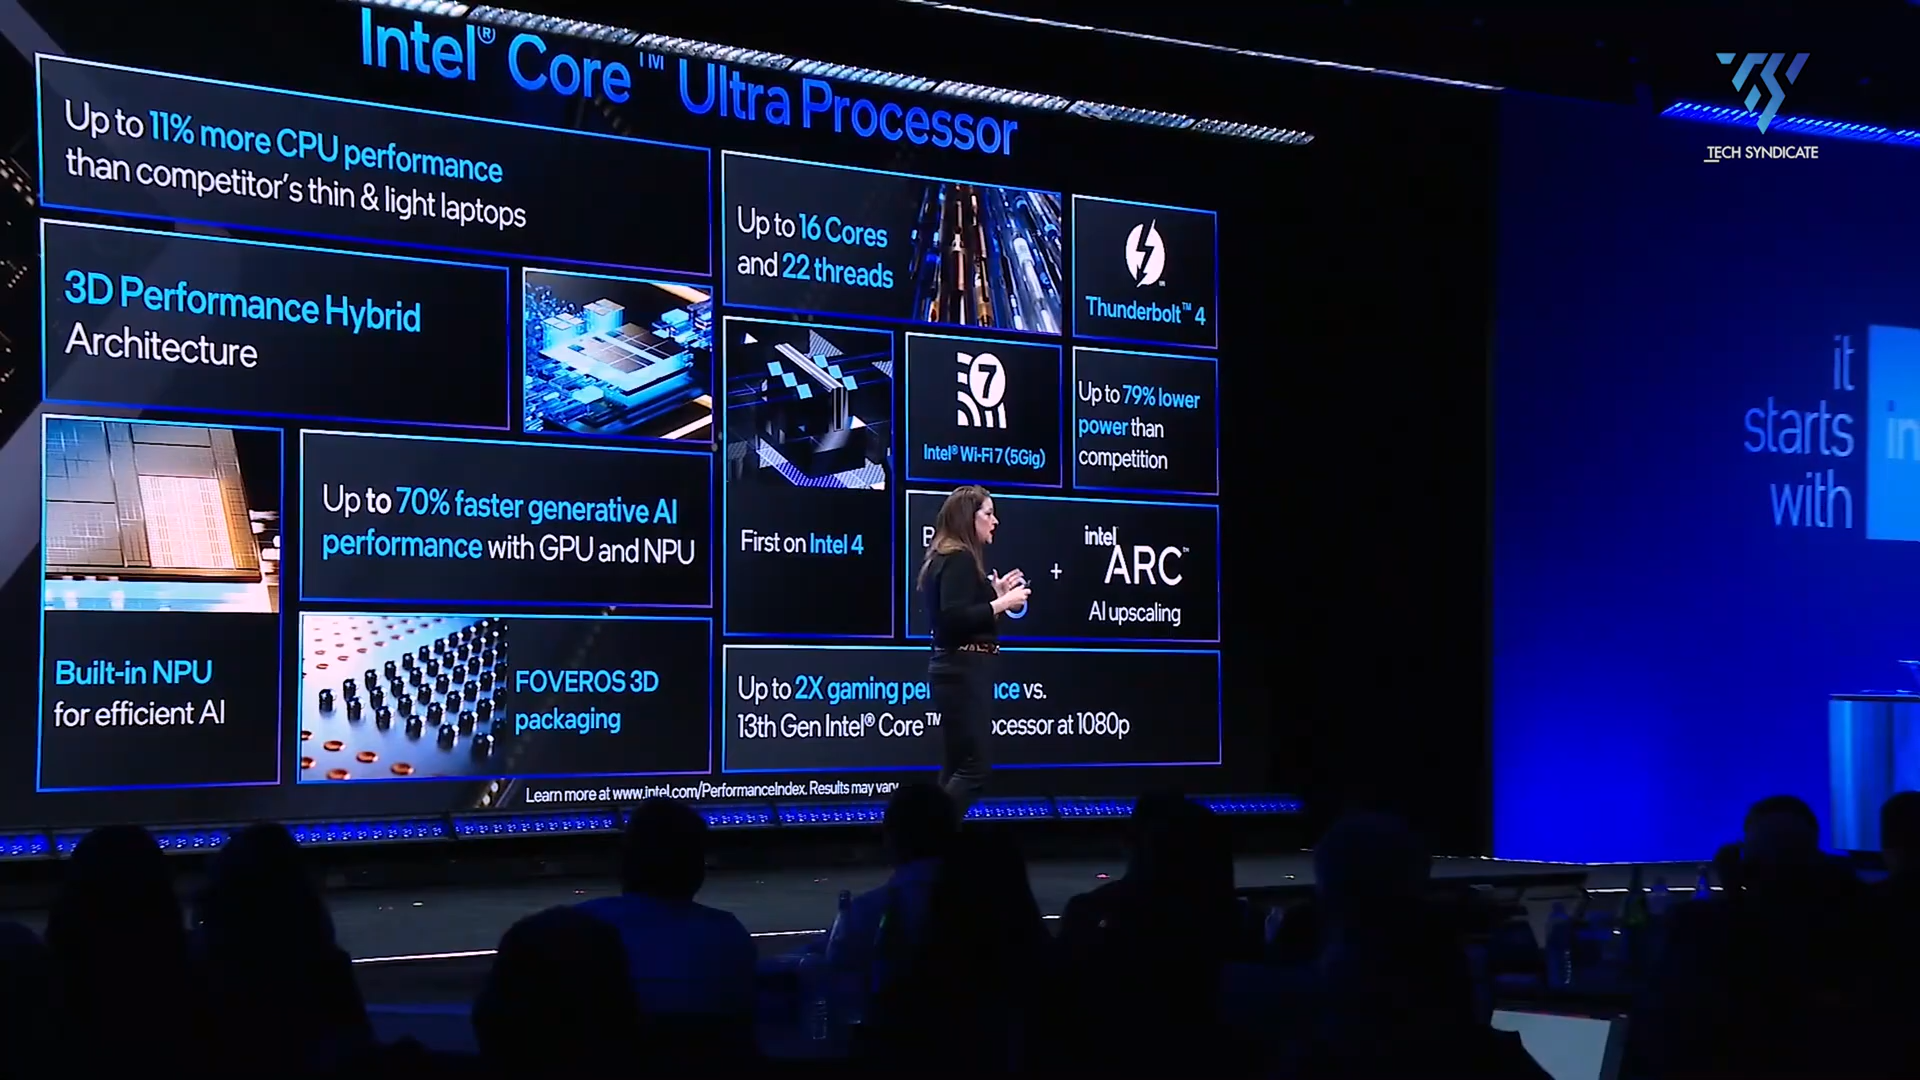 Intel® Core™ Ultra Processor
Up to 11% more CPU performance
than competitor's thin & light laptops
3D Performance Hybrid
Architecture
Built-in NPU
for efficient AI
Up to 70% faster generative AI
performance with GPU and NPU
FOVEROS 3D
packaging
Up to 16 Cores
and 22 threads
Thunderbolt™ 4
First on Intel 4
7
Intel® Wi-Fi 7 (5Gig)
Up to 79% lower
power than
competition
+
intel
ARC™
AI upscaling
Up to 2X gaming vs.
13th Gen Intel® Core™ at 1080p
Learn more at www.intel.com/PerformanceIndex. Results may vary
TECH SYNDICATE
it
starts
with